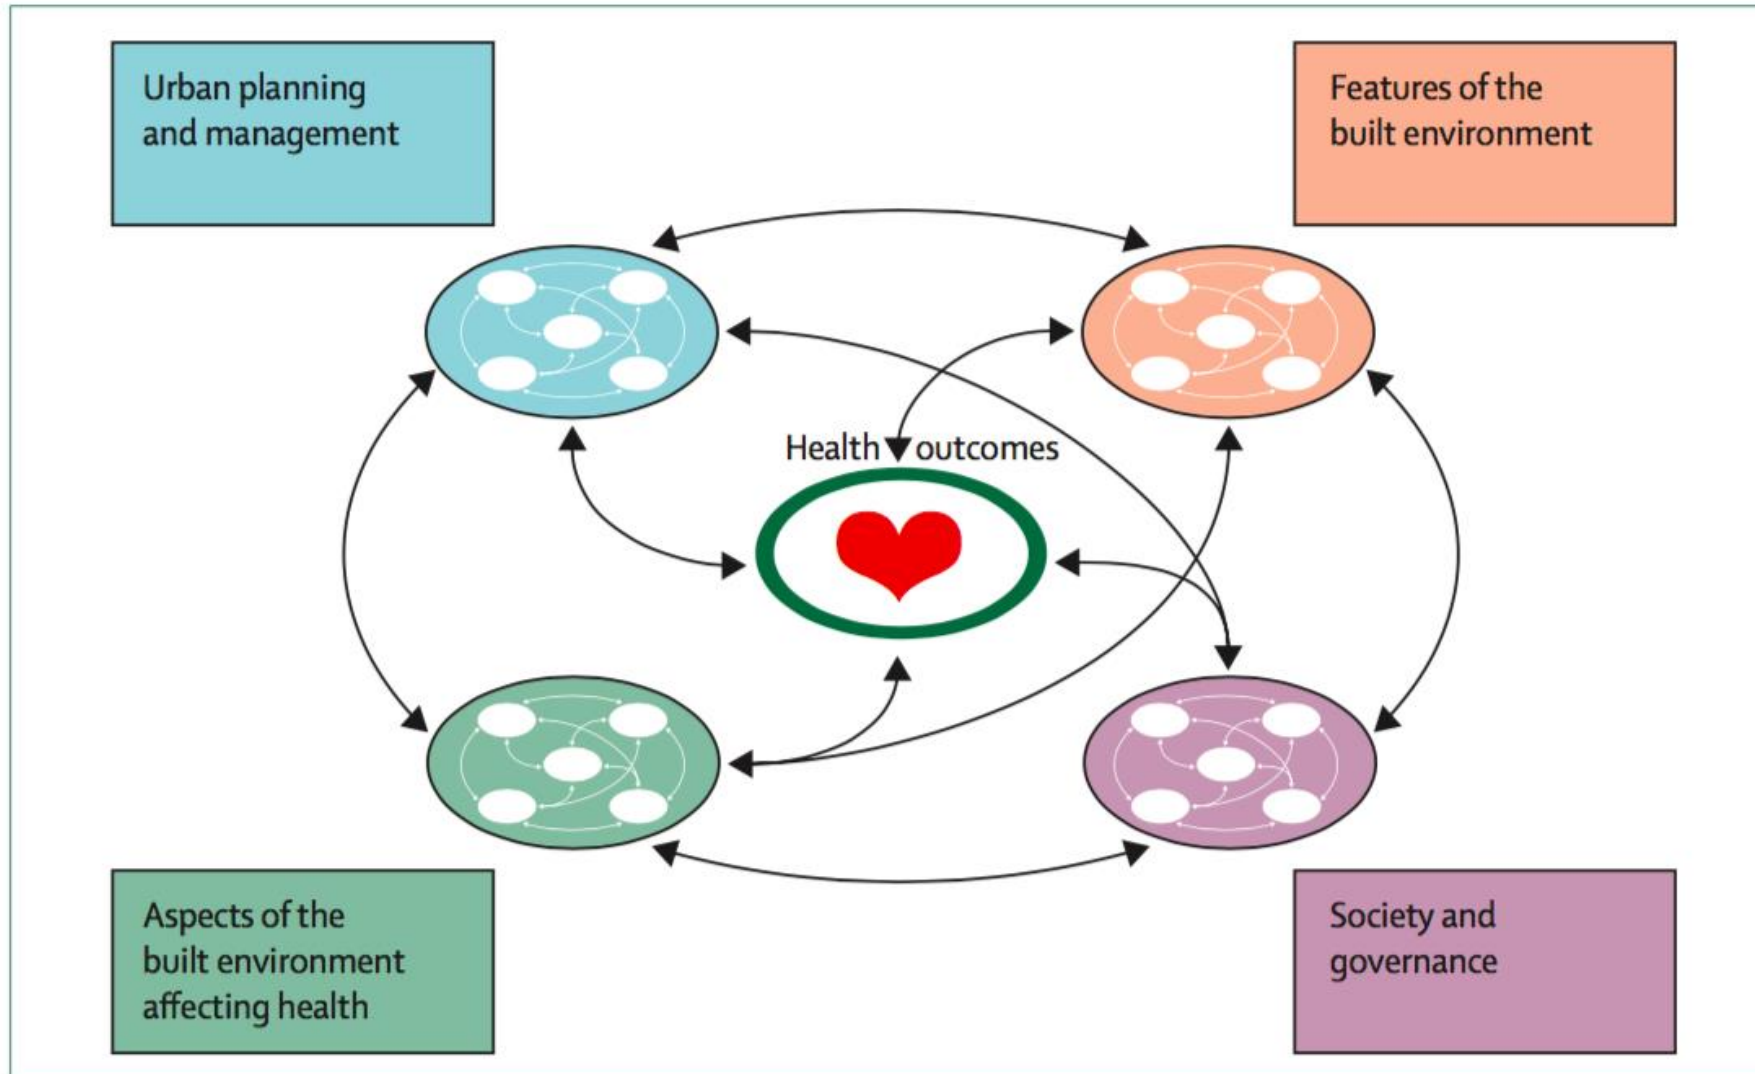 Urban planning
and management
Features of the
built environment
Health outcomes
Aspects of the
built environment
affecting health
Society and
governance